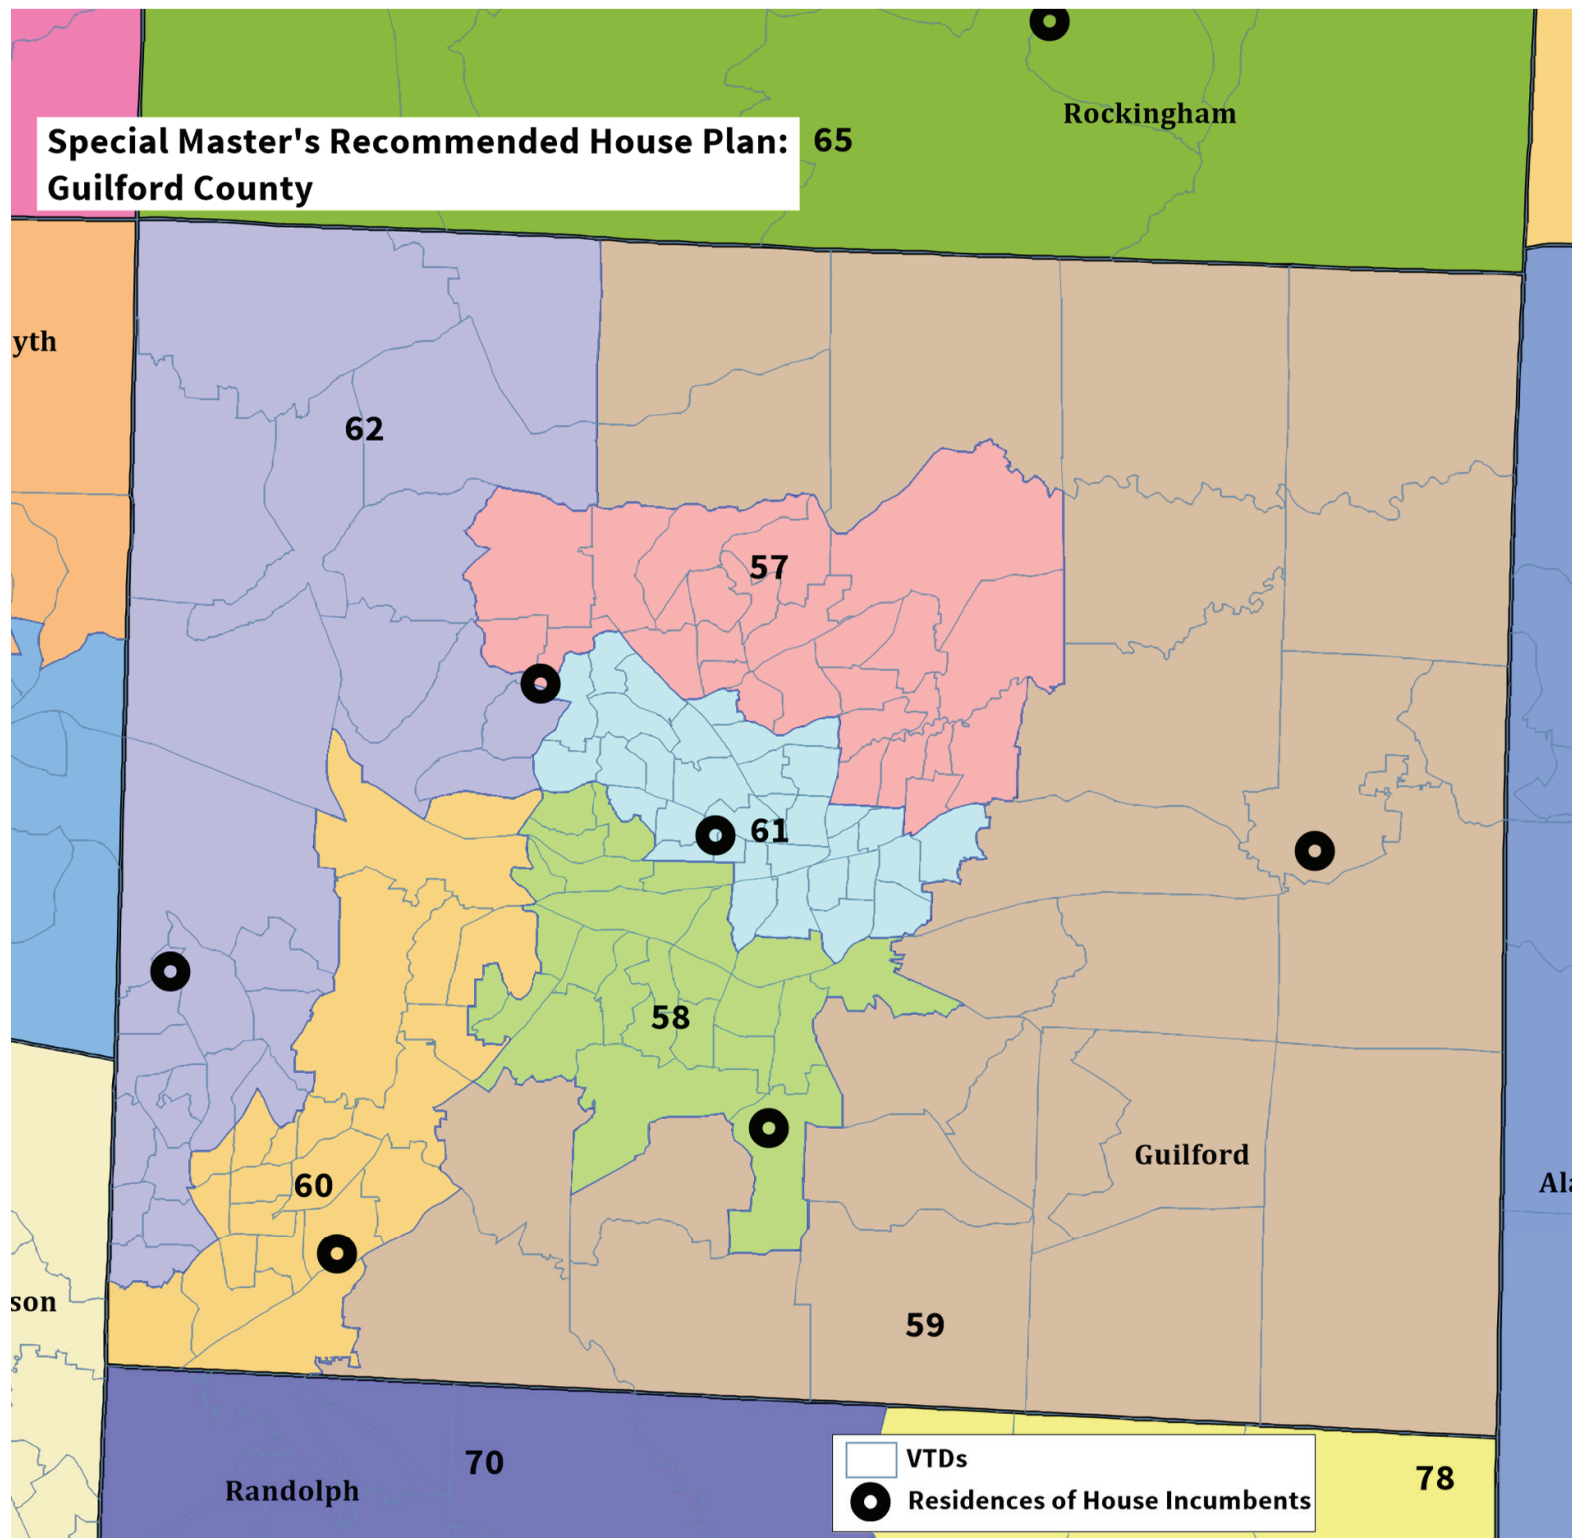 Rockingham
Special Master's Recommended House Plan:
Guilford County
65
yth
62
57
61
58
Guilford
60
Ala
son
59
70
Randolph
78
VTDs
Residences of House Incumbents